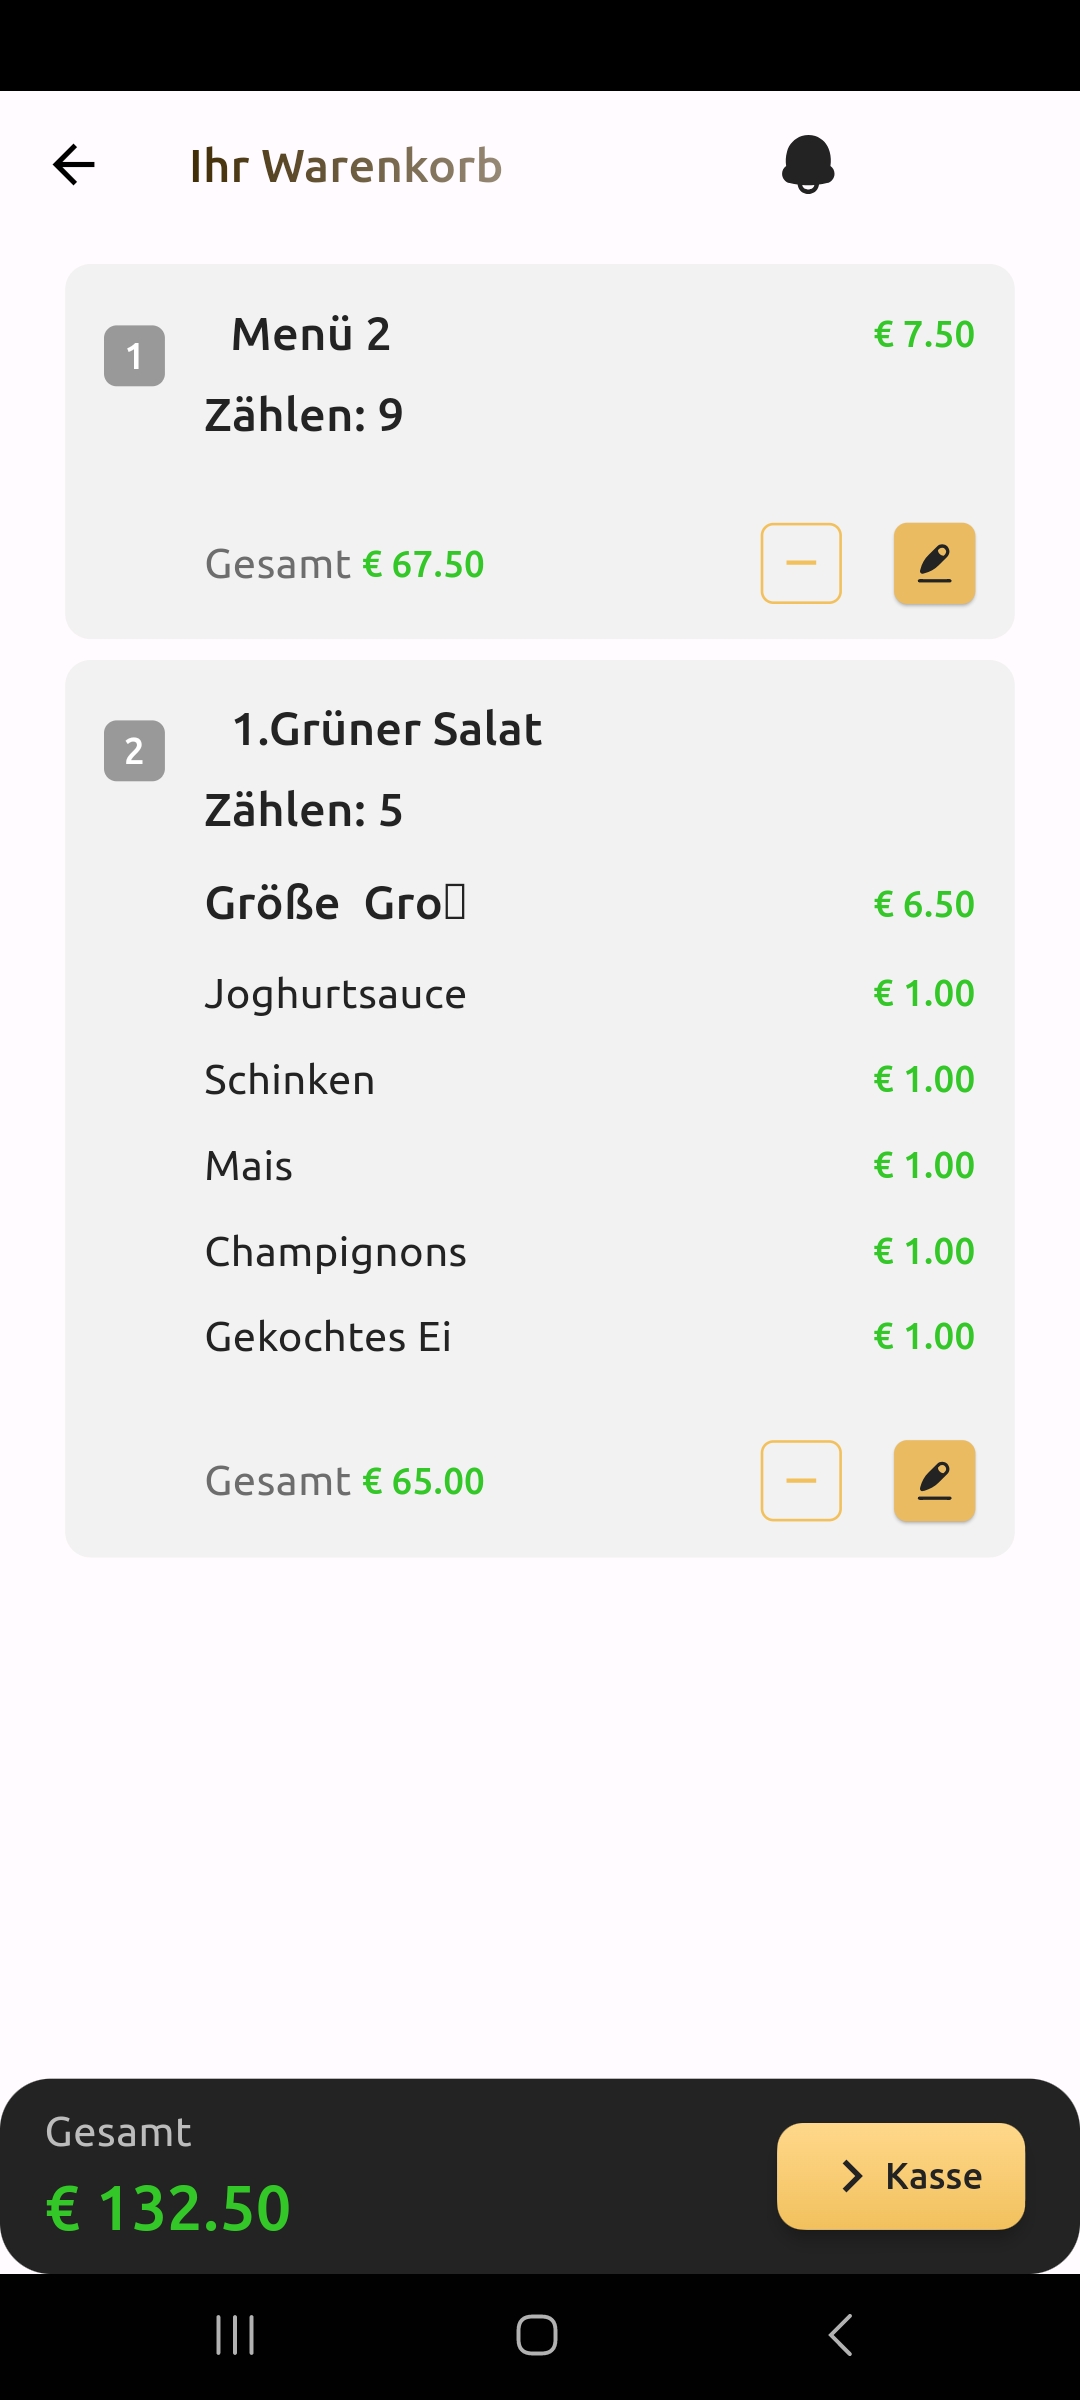 Ihr Warenkorb
1
Menü 2
€ 7.50
Zählen: 9
Gesamt € 67.50
2
1.Grüner Salat
Zählen: 5
Größe Gro
€ 6.50
Joghurtsauce
€ 1.00
Schinken
€ 1.00
Mais
€ 1.00
Champignons
€ 1.00
Gekochtes Ei
€ 1.00
Gesamt € 65.00
Gesamt
€ 132.50
Kasse